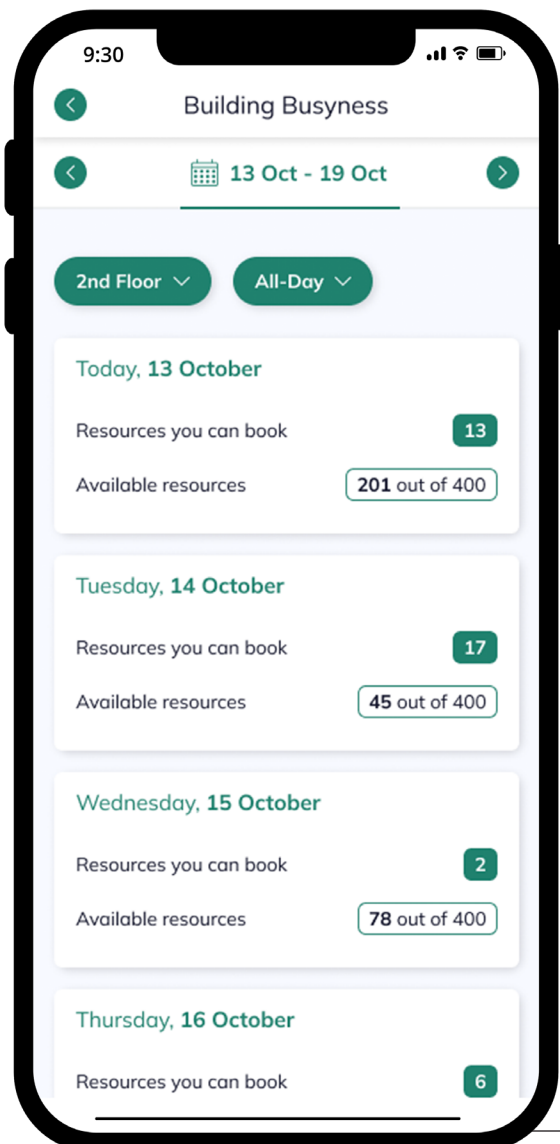 9:30
Building Busyness
13 Oct - 19 Oct
2nd Floor All-Day
Today, 13 October
Resources you can book 13
Available resources 201 out of 400
Tuesday, 14 October
Resources you can book 17
Available resources 45 out of 400
Wednesday, 15 October
Resources you can book 2
Available resources 78 out of 400
Thursday, 16 October
Resources you can book 6